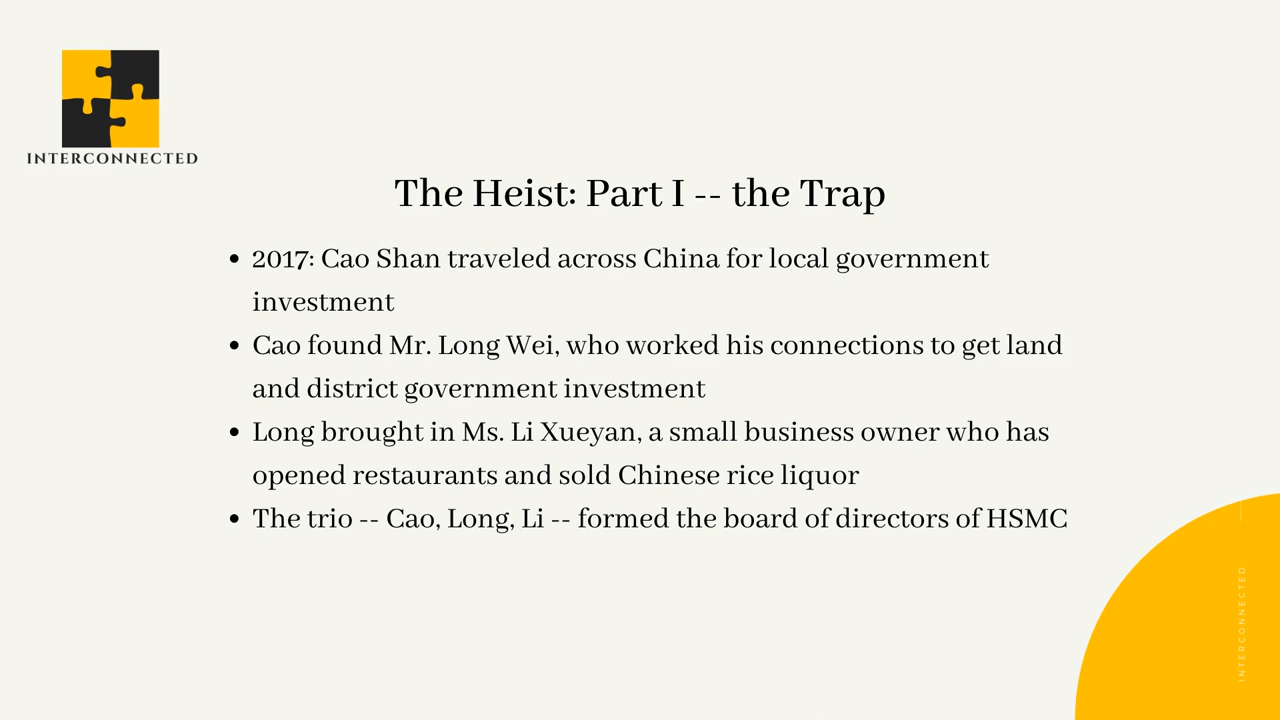 INTERCONNECTED
The Heist: Part I -- the Trap
• 2017: Cao Shan traveled across China for local government
investment
• Cao found Mr. Long Wei, who worked his connections to get land
and district government investment
• Long brought in Ms. Li Xueyan, a small business owner who has
opened restaurants and sold Chinese rice liquor
• The trio -- Cao, Long, Li -- formed the board of directors of HSMC
INTERCONNECTED